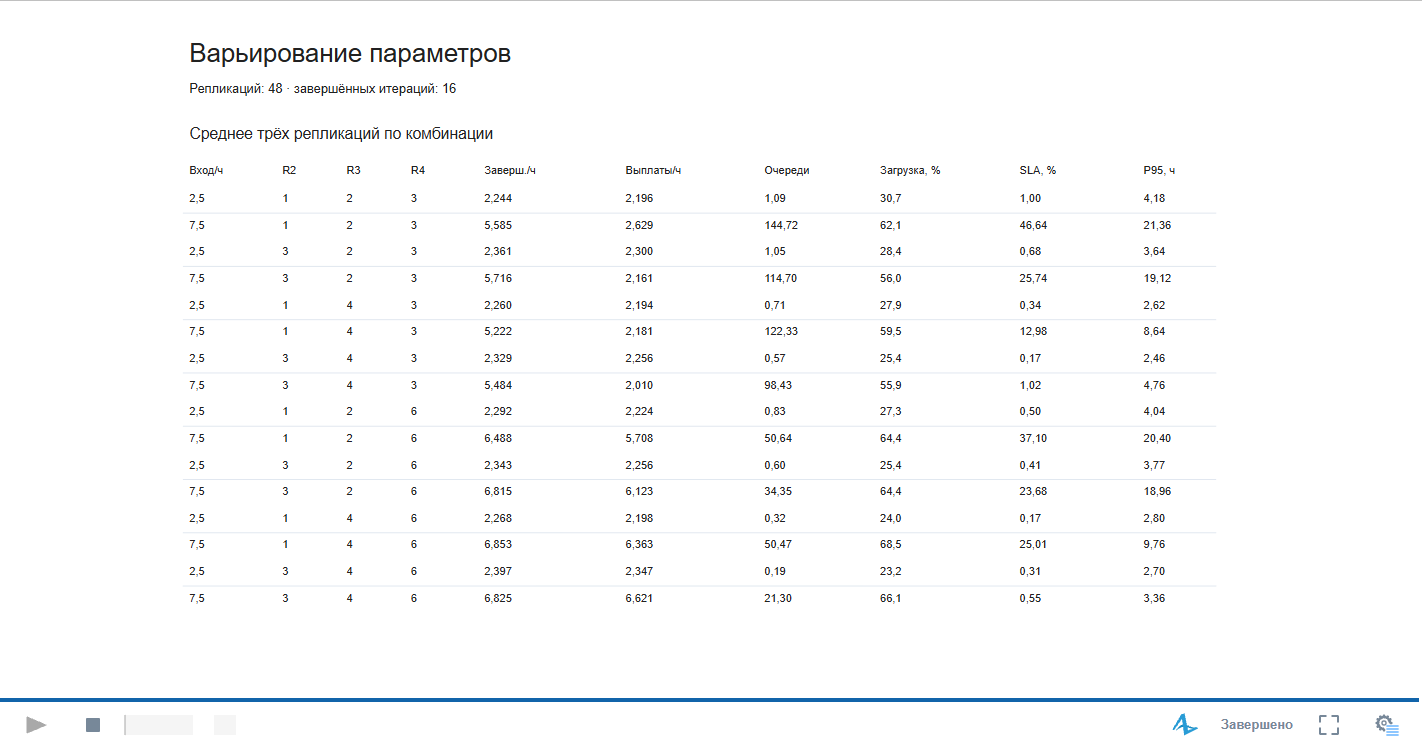 Варьирование параметров
Репликаций: 48 · завершённых итераций: 16
Среднее трёх репликаций по комбинации
Вход/ч R2 R3 R4 Заверш./ч Выплаты/ч Очереди Загрузка, % SLA, % P95, ч
2,5 1 2 3 2,244 2,196 1,09 30,7 1,00 4,18
7,5 1 2 3 5,585 2,629 144,72 62,1 46,64 21,36
2,5 3 2 3 2,361 2,300 1,05 28,4 0,68 3,64
7,5 3 2 3 5,716 2,161 114,70 56,0 25,74 19,12
2,5 1 4 3 2,260 2,194 0,71 27,9 0,34 2,62
7,5 1 4 3 5,222 2,181 122,33 59,5 12,98 8,64
2,5 3 4 3 2,329 2,256 0,57 25,4 0,17 2,46
7,5 3 4 3 5,484 2,010 98,43 55,9 1,02 4,76
2,5 1 2 6 2,292 2,224 0,83 27,3 0,50 4,04
7,5 1 2 6 6,488 5,708 50,64 64,4 37,10 20,40
2,5 3 2 6 2,343 2,256 0,60 25,4 0,41 3,77
7,5 3 2 6 6,815 6,123 34,35 64,4 23,68 18,96
2,5 1 4 6 2,268 2,198 0,32 24,0 0,17 2,80
7,5 1 4 6 6,853 6,363 50,47 68,5 25,01 9,76
2,5 3 4 6 2,397 2,347 0,19 23,2 0,31 2,70
7,5 3 4 6 6,825 6,621 21,30 66,1 0,55 3,36
Завершено